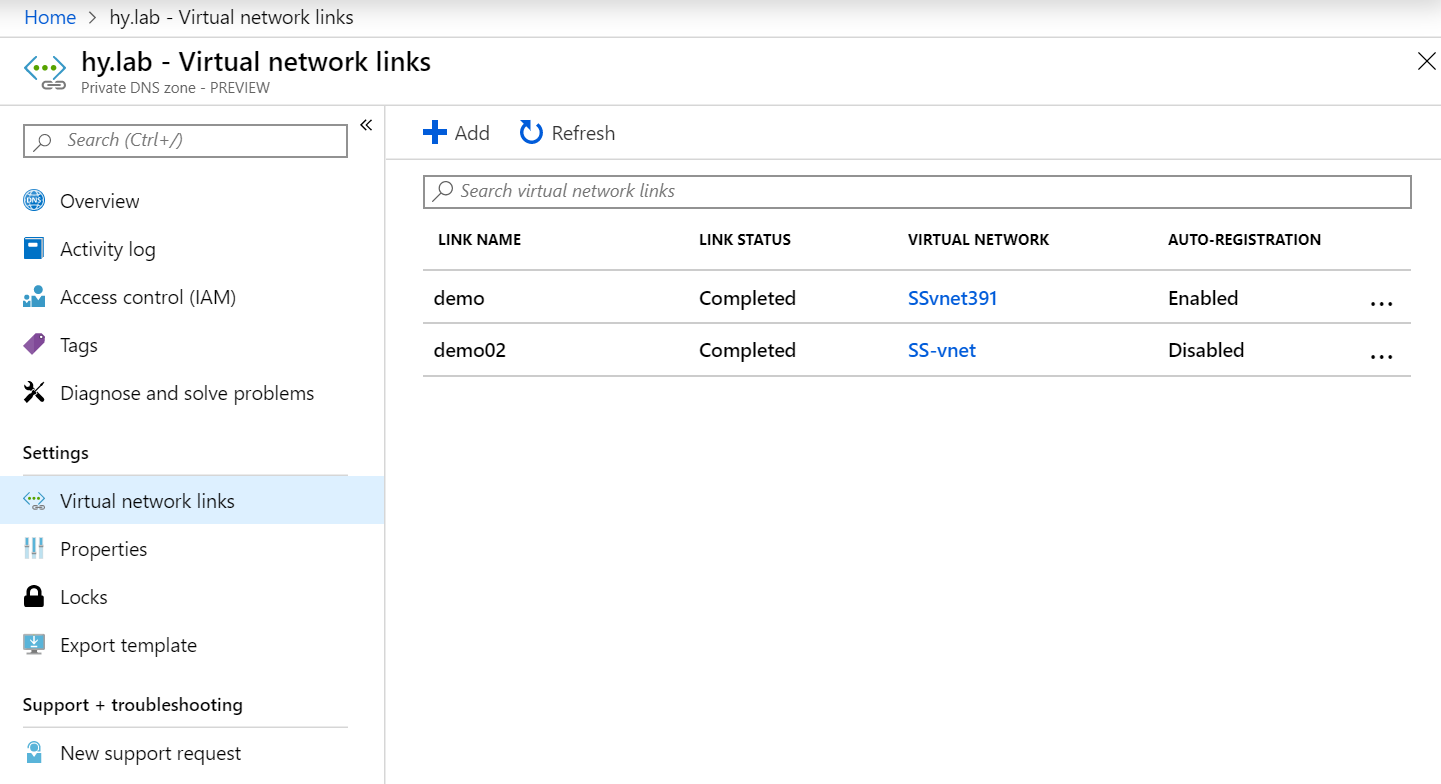 Home > hy.lab - Virtual network links
hy.lab - Virtual network links
Private DNS zone - PREVIEW
Search (Ctrl+/)
«
Overview
Activity log
Access control (IAM)
Tags
Diagnose and solve problems
Settings
Virtual network links
Properties
Locks
Export template
Support + troubleshooting
New support request
Add Refresh
Search virtual network links
LINK NAME LINK STATUS VIRTUAL NETWORK AUTO-REGISTRATION
demo Completed SSvnet391 Enabled ...
demo02 Completed SS-vnet Disabled ...